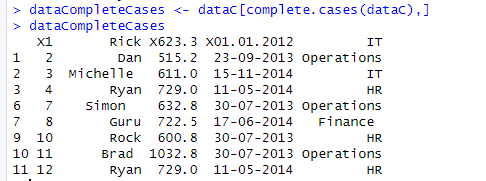 > dataCompleteCases <- dataC[complete.cases(dataC),]
> dataCompleteCases
X1 Rick X623.3 X01.01.2012 IT
1 2 Dan 515.2 23-09-2013 Operations
2 3 Michelle 611.0 15-11-2014 IT
3 4 Ryan 729.0 11-05-2014 HR
6 7 Simon 632.8 30-07-2013 Operations
7 8 Guru 722.5 17-06-2014 Finance
9 10 Rock 600.8 30-07-2013 HR
10 11 Brad 1032.8 30-07-2013 Operations
11 12 Ryan 729.0 11-05-2014 HR